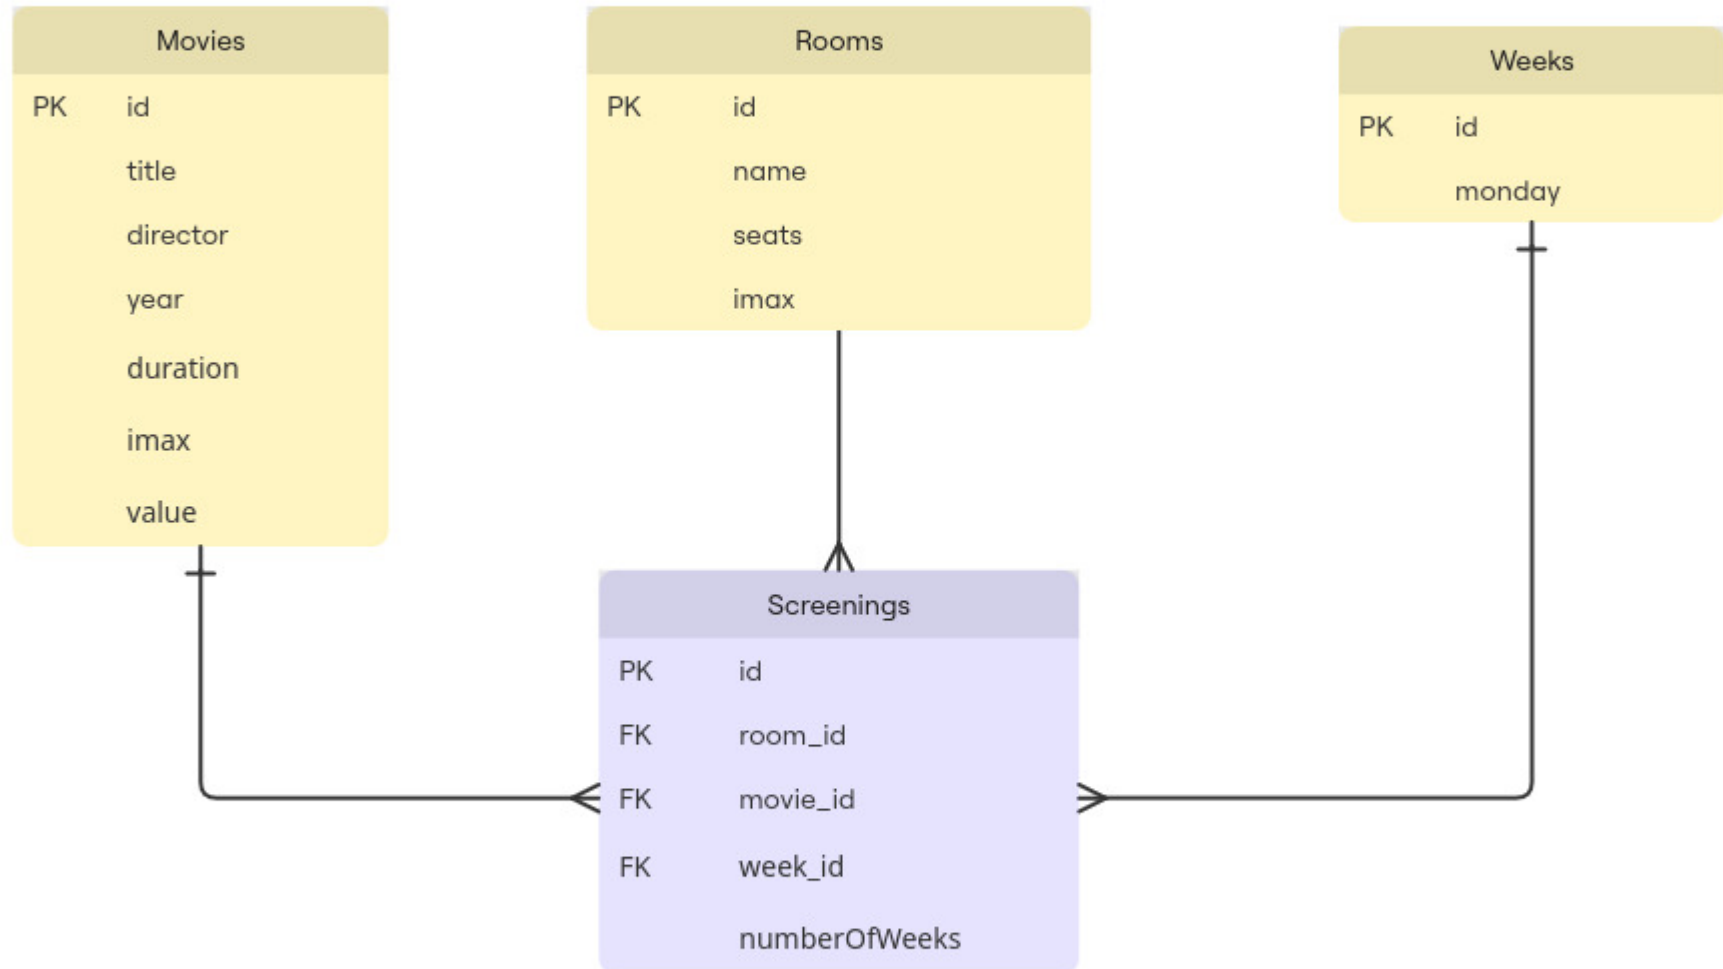 Movies
PK id
title
director
year
duration
imax
value
Rooms
PK id
name
seats
imax
Weeks
PK id
monday
Screenings
PK id
FK room_id
FK movie_id
FK week_id
numberOfWeeks